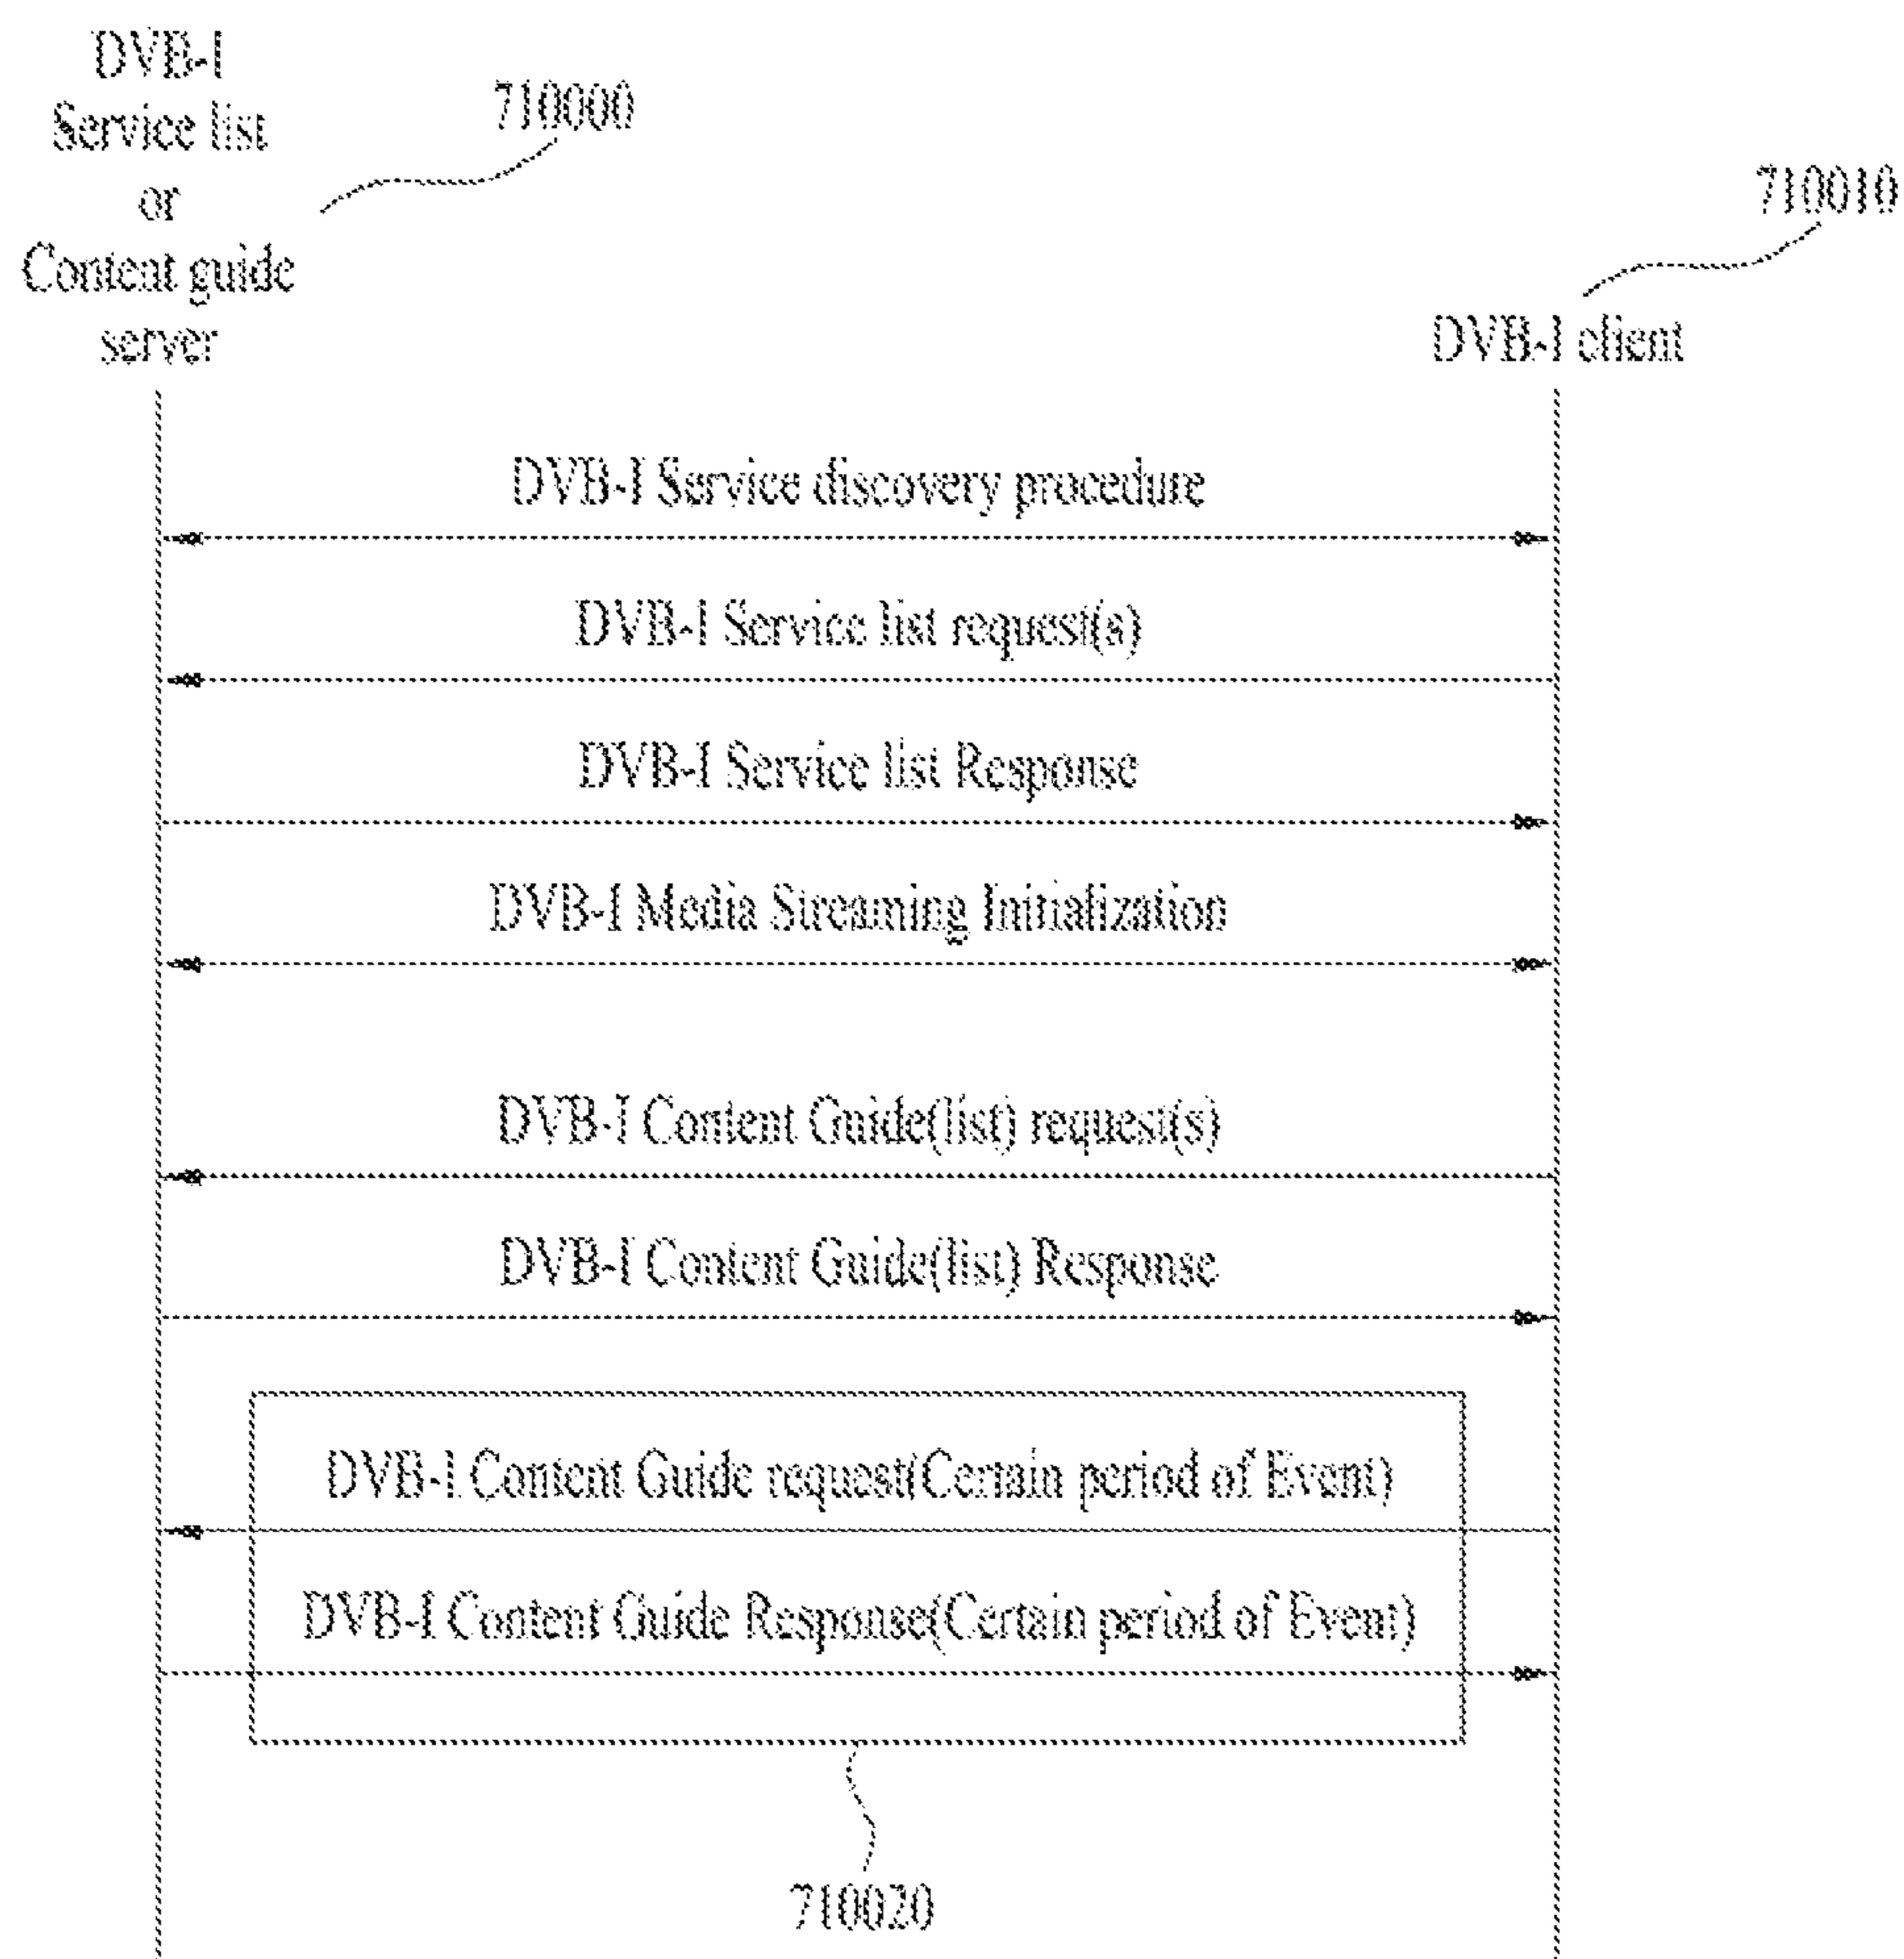 DVB-I
Service list
or
Content guide
server
710000
710010
DVB-I client
DVB-I Service discovery procedure
DVB-I Service list request(s)
DVB-I Service list Response
DVB-I Media Streaming Initialization
DVB-I Content Guide(list) request(s)
DVB-I Content Guide(list) Response
DVB-I Content Guide request(Certain period of Event)
DVB-I Content Guide Response(Certain period of Event)
710020